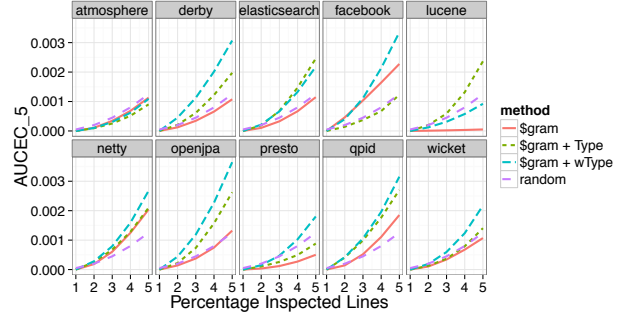 atmosphere derby elasticsearch facebook lucene
0.003
0.002
0.001
0.000
netty openjpa presto qpid wicket
0.003
0.002
0.001
0.000
1 2 3 4 5 1 2 3 4 5 1 2 3 4 5 1 2 3 4 5 1 2 3 4 5
Percentage Inspected Lines
AUCEC_5
method
$gram
$gram + Type
$gram + wType
random